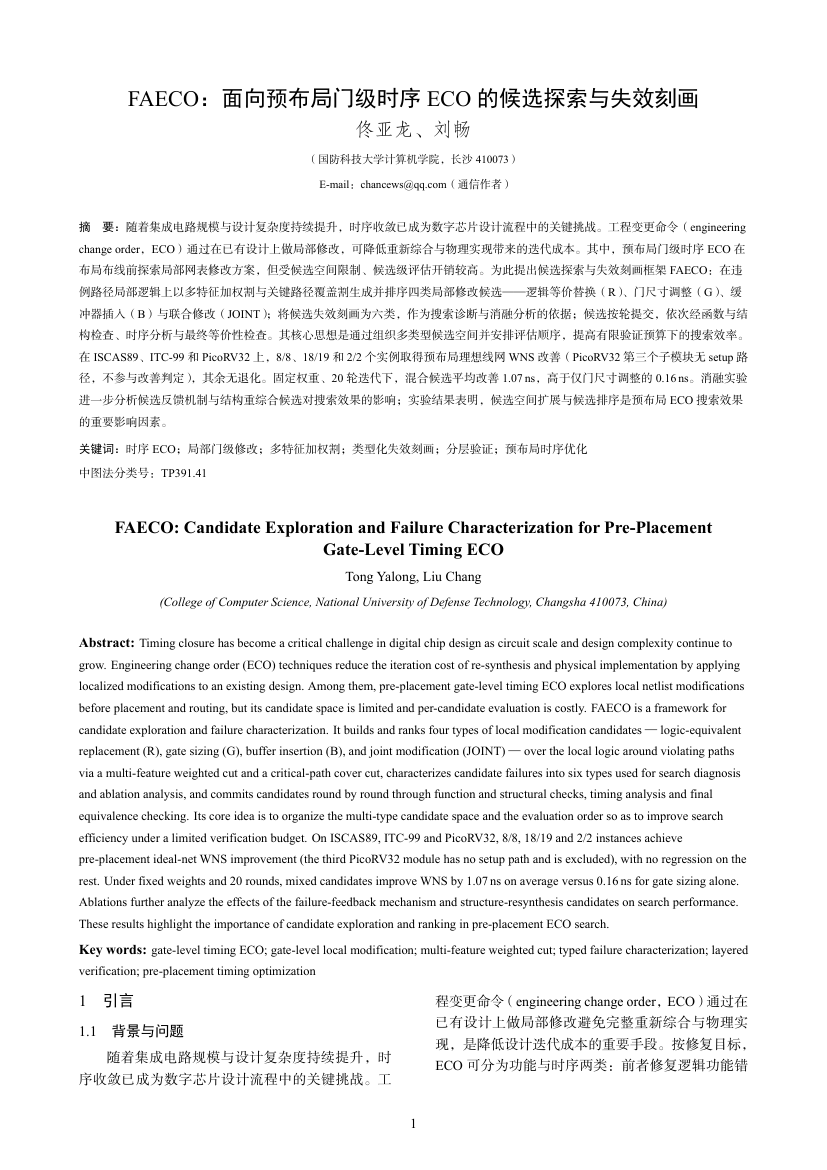 FAECO：面向预布局门级时序 ECO 的候选探索与失效刻画
佟亚龙、刘畅
（国防科技大学计算机学院，长沙 410073）
E-mail：chancews@qq.com（通信作者）
摘　要：随着集成电路规模与设计复杂度持续提升，时序收敛已成为数字芯片设计流程中的关键挑战。工程变更命令（engineering
change order，ECO）通过在已有设计上做局部修改，可降低重新综合与物理实现带来的迭代成本。其中，预布局门级时序 ECO 在
布局布线前探索局部网表修改方案，但受候选空间限制、候选级评估开销较高。为此提出候选探索与失效刻画框架 FAECO：在违
例路径局部逻辑上以多特征加权割与关键路径覆盖割生成并排序四类局部修改候选——逻辑等价替换（R）、门尺寸调整（G）、缓
冲器插入（B）与联合修改（JOINT）；将候选失效刻画为六类，作为搜索诊断与消融分析的依据；候选按轮提交，依次经函数与结
构检查、时序分析与最终等价性检查。其核心思想是通过组织多类型候选空间并安排评估顺序，提高有限验证预算下的搜索效率。
在 ISCAS89、ITC-99 和 PicoRV32 上，8/8、18/19 和 2/2 个实例取得预布局理想线网 WNS 改善（PicoRV32 第三个子模块无 setup 路
径，不参与改善判定），其余无退化。固定权重、20 轮迭代下，混合候选平均改善 1.07 ns，高于仅门尺寸调整的 0.16 ns。消融实验
进一步分析候选反馈机制与结构重综合候选对搜索效果的影响；实验结果表明，候选空间扩展与候选排序是预布局 ECO 搜索效果
的重要影响因素。
关键词：时序 ECO；局部门级修改；多特征加权割；类型化失效刻画；分层验证；预布局时序优化
中图法分类号：TP391.41
FAECO: Candidate Exploration and Failure Characterization for Pre-Placement
Gate-Level Timing ECO
Tong Yalong, Liu Chang
(College of Computer Science, National University of Defense Technology, Changsha 410073, China)
Abstract: Timing closure has become a critical challenge in digital chip design as circuit scale and design complexity continue to
grow. Engineering change order (ECO) techniques reduce the iteration cost of re-synthesis and physical implementation by applying
localized modifications to an existing design. Among them, pre-placement gate-level timing ECO explores local netlist modifications
before placement and routing, but its candidate space is limited and per-candidate evaluation is costly. FAECO is a framework for
candidate exploration and failure characterization. It builds and ranks four types of local modification candidates — logic-equivalent
replacement (R), gate sizing (G), buffer insertion (B), and joint modification (JOINT) — over the local logic around violating paths
via a multi-feature weighted cut and a critical-path cover cut, characterizes candidate failures into six types used for search diagnosis
and ablation analysis, and commits candidates round by round through function and structural checks, timing analysis and final
equivalence checking. Its core idea is to organize the multi-type candidate space and the evaluation order so as to improve search
efficiency under a limited verification budget. On ISCAS89, ITC-99 and PicoRV32, 8/8, 18/19 and 2/2 instances achieve
pre-placement ideal-net WNS improvement (the third PicoRV32 module has no setup path and is excluded), with no regression on the
rest. Under fixed weights and 20 rounds, mixed candidates improve WNS by 1.07 ns on average versus 0.16 ns for gate sizing alone.
Ablations further analyze the effects of the failure-feedback mechanism and structure-resynthesis candidates on search performance.
These results highlight the importance of candidate exploration and ranking in pre-placement ECO search.
Key words: gate-level timing ECO; gate-level local modification; multi-feature weighted cut; typed failure characterization; layered
verification; pre-placement timing optimization
1　引言
1.1　背景与问题
随着集成电路规模与设计复杂度持续提升，时
序收敛已成为数字芯片设计流程中的关键挑战。工
程变更命令（engineering change order，ECO）通过在
已有设计上做局部修改避免完整重新综合与物理实
现，是降低设计迭代成本的重要手段。按修复目标，
ECO 可分为功能与时序两类：前者修复逻辑功能错
1